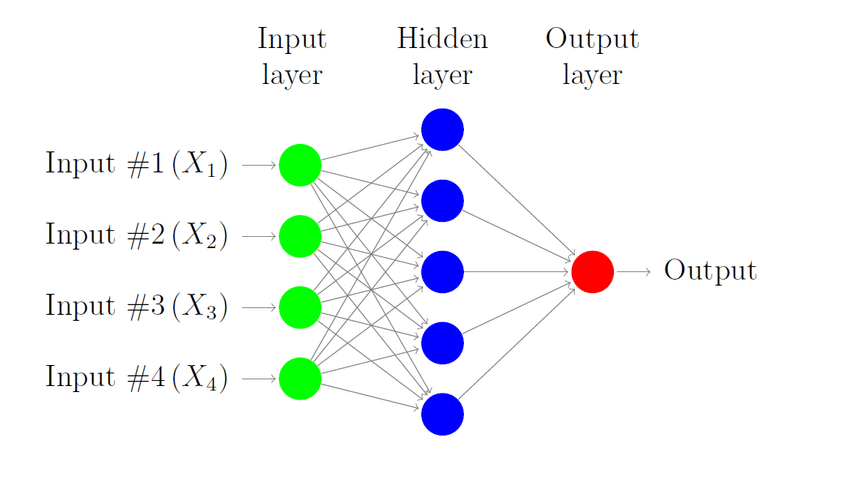 Input layer
Hidden layer
Output layer
Input #1 (X₁)
Input #2 (X₂)
Input #3 (X₃)
Input #4 (X₄)
Output